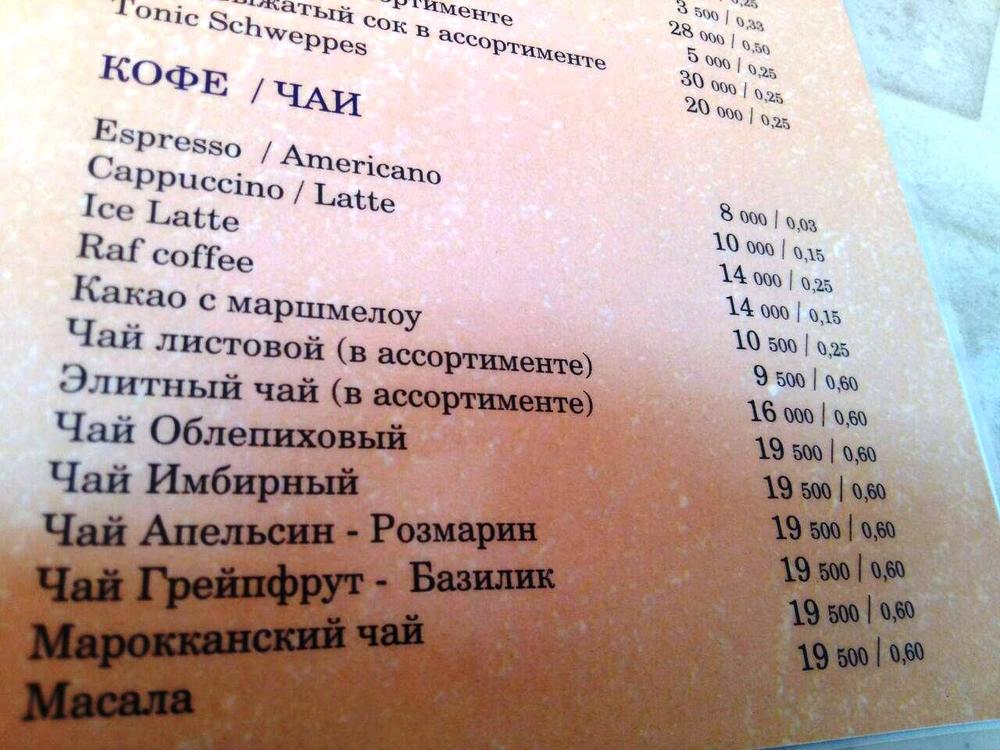 3 500 / 0,33
28 000 / 0,50
ассортименте 5 000 / 0,25
сок в ассортименте 30 000 / 0,25
Tonic Schweppes 20 000 / 0,25
КОФЕ / ЧАИ
Espresso / Americano 8 000 / 0,03
Cappuccino / Latte 10 000 / 0,15
Ice Latte 14 000 / 0,25
Raf coffee 14 000 / 0,15
Какао с маршмелоу 10 500 / 0,25
Чай листовой (в ассортименте) 9 500 / 0,60
Элитный чай (в ассортименте) 16 000 / 0,60
Чай Облепиховый 19 500 / 0,60
Чай Имбирный 19 500 / 0,60
Чай Апельсин - Розмарин 19 500 / 0,60
Чай Грейпфрут - Базилик 19 500 / 0,60
Марокканский чай 19 500 / 0,60
Масала 19 500 / 0,60